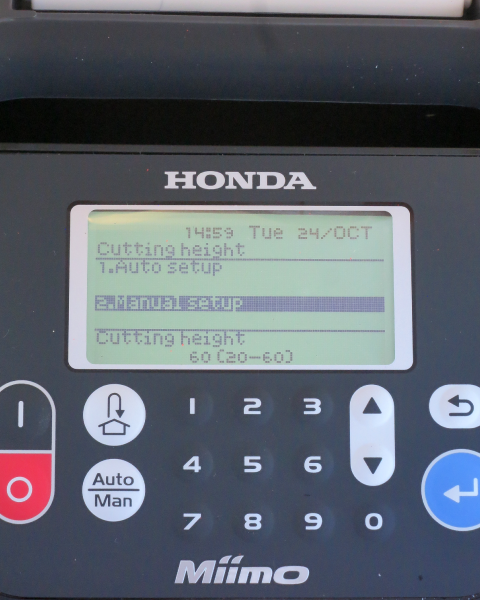 HONDA
14:59 Tue 24/OCT
Cutting height
1.Auto setup
2.Manual setup
Cutting height
60 (20-60)
1 2 3
Auto
Man
4 5 6
7 8 9 0
Miimo